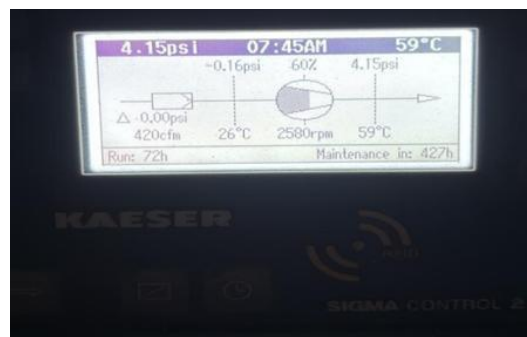 4.15psi 07:45AM 59°C
-0.16psi 60% 4.15psi
△ -0.00psi
420cfm 26°C 2580rpm 59°C
Run: 72h Maintenance in: 427h
KAESER
RFID
SIGMA CONTROL 2